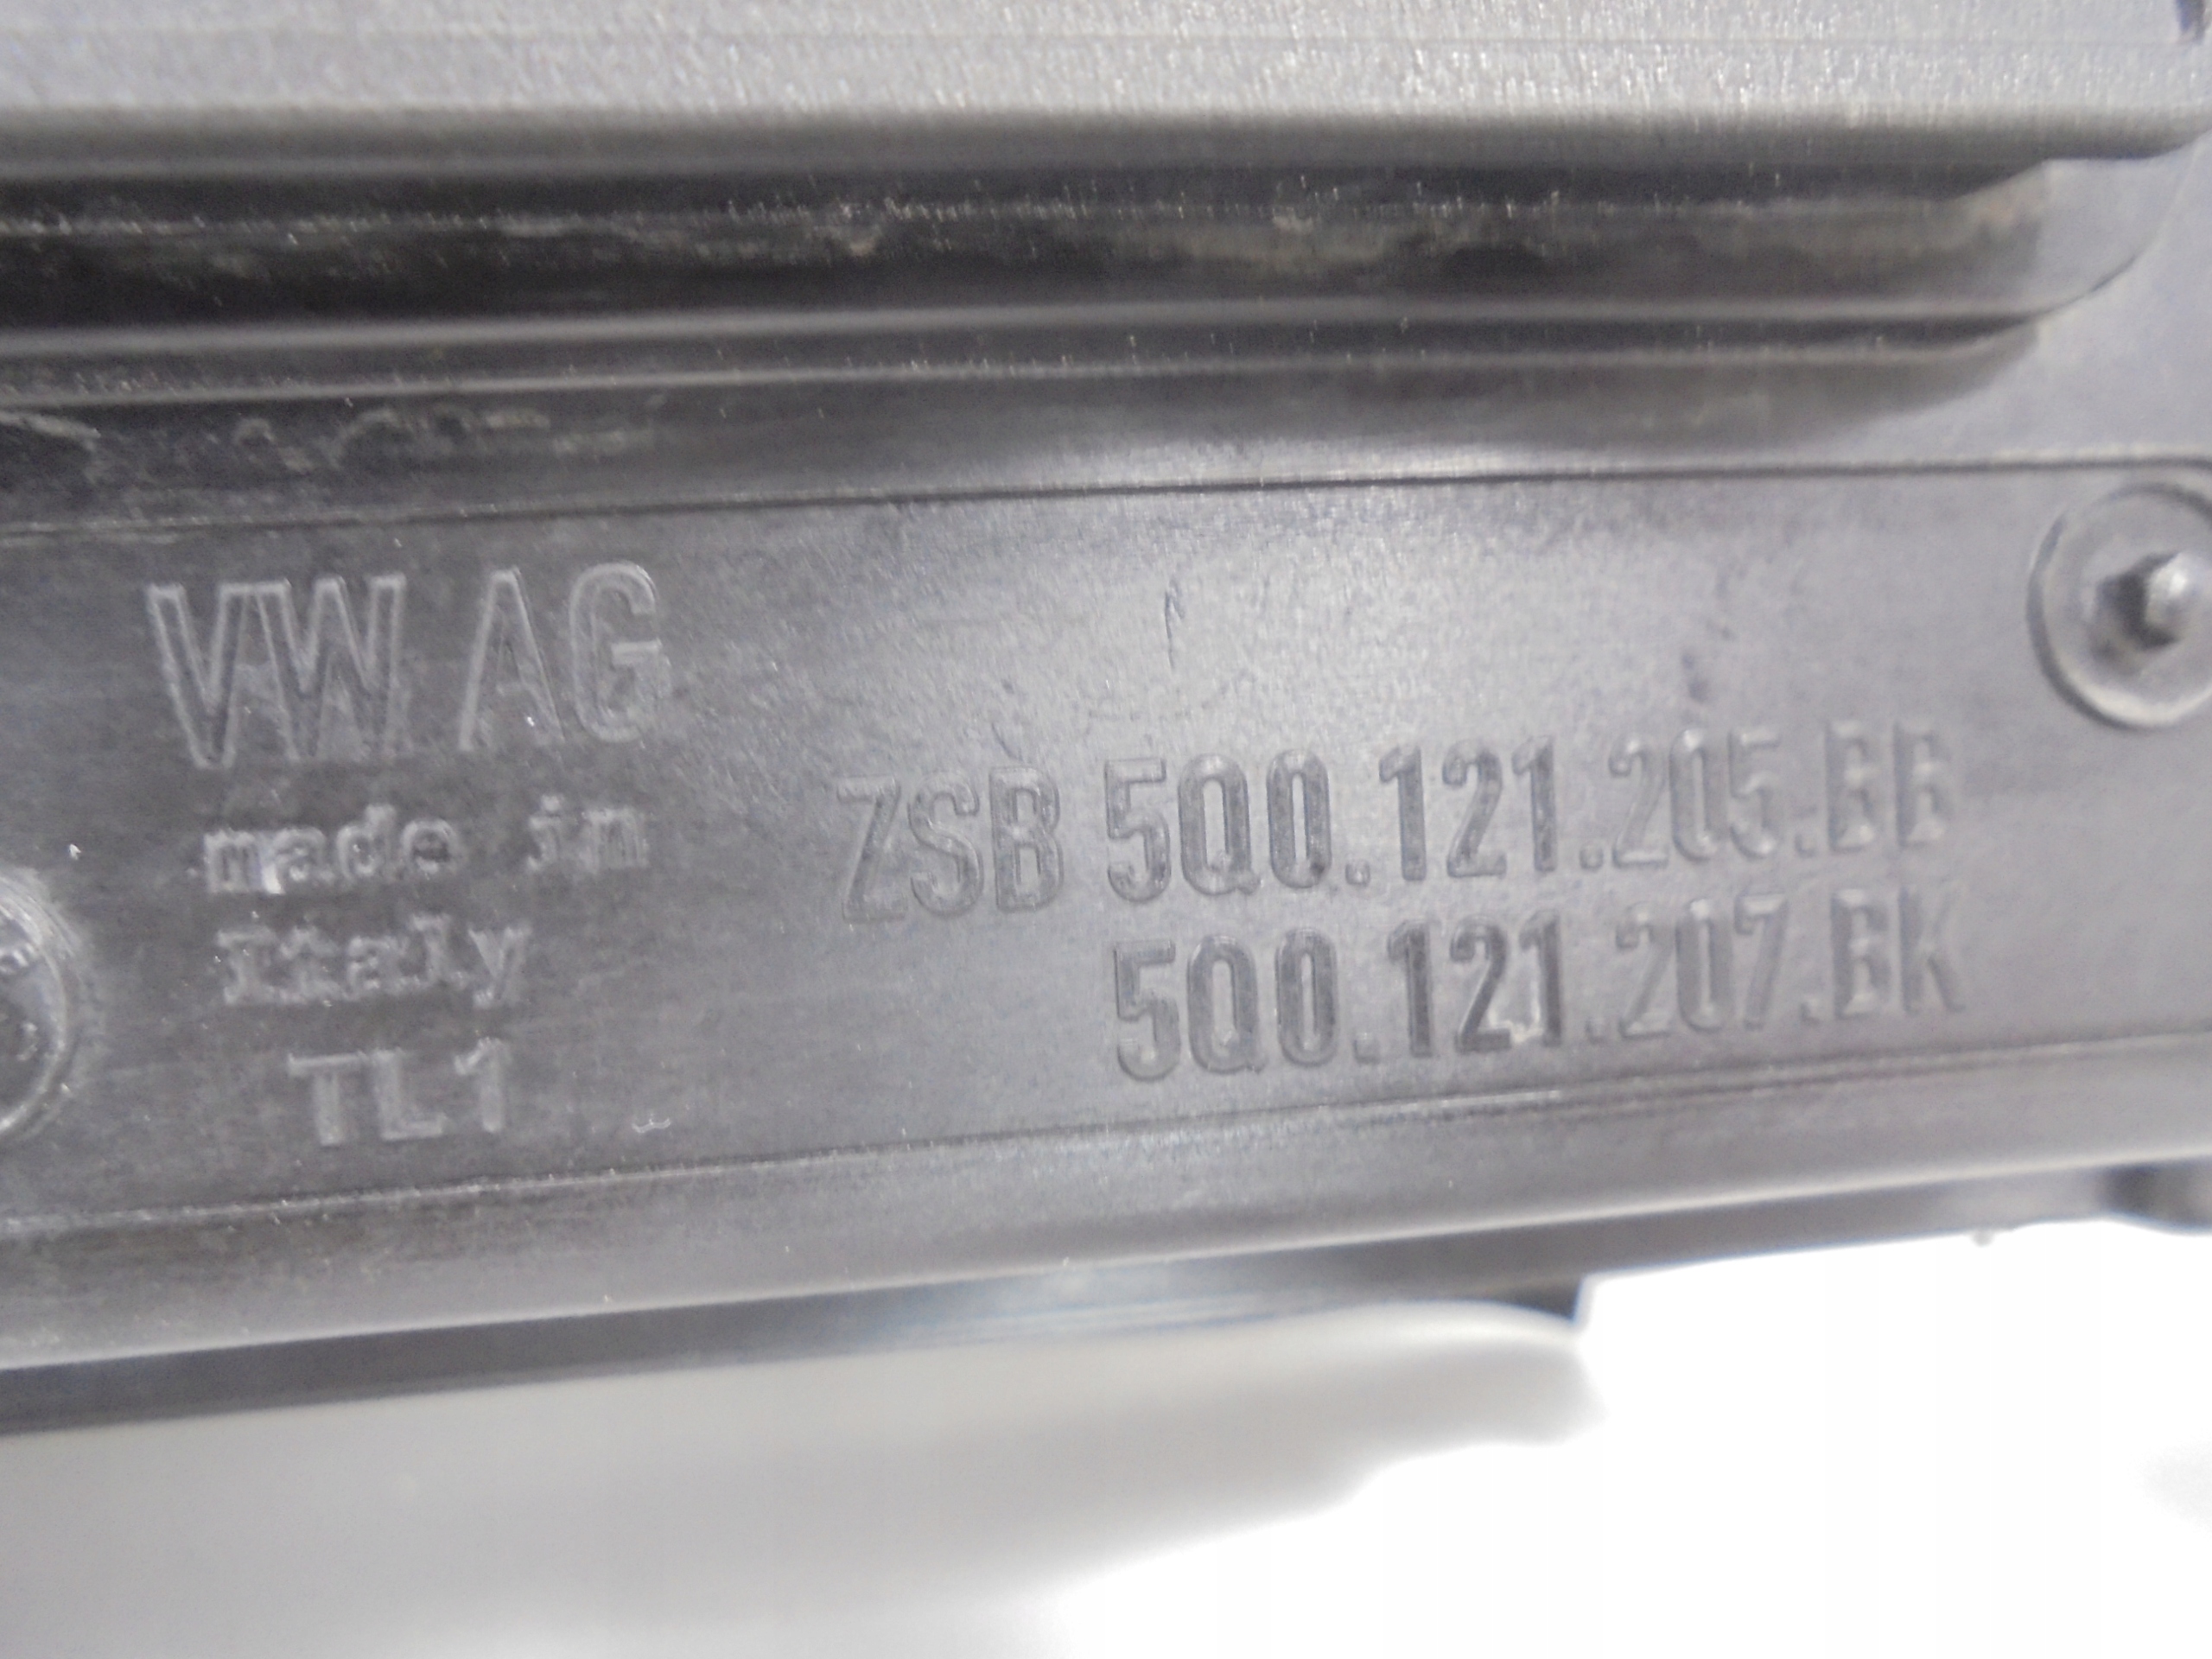 VW AG
made in
Italy
TL1
ZSB 5Q0.121.205.BB
5Q0.121.207.BK